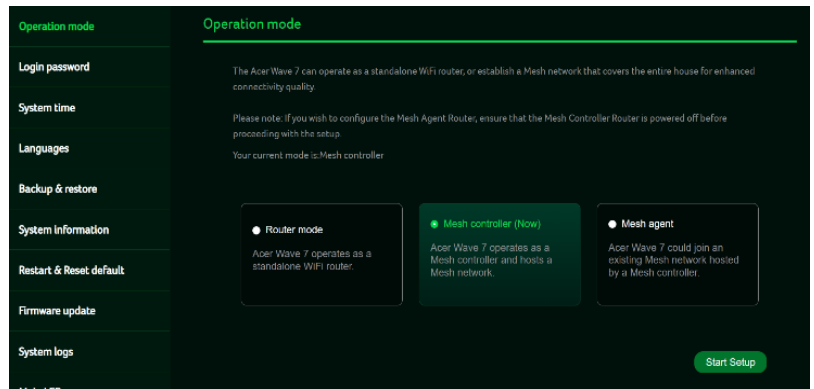 Operation mode
Login password
System time
Languages
Backup & restore
System information
Restart & Reset default
Firmware update
System logs
Operation mode
The Acer Wave 7 can operate as a standalone WiFi router, or establish a Mesh network that covers the entire house for enhanced
connectivity quality.
Please note: If you wish to configure the Mesh Agent Router, ensure that the Mesh Controller Router is powered off before
proceeding with the setup.
Your current mode is:Mesh controller
Router mode
Acer Wave 7 operates as a
standalone WiFi router.
Mesh controller (Now)
Acer Wave 7 operates as a
Mesh controller and hosts a
Mesh network.
Mesh agent
Acer Wave 7 could join an
existing Mesh network hosted
by a Mesh controller.
Start Setup